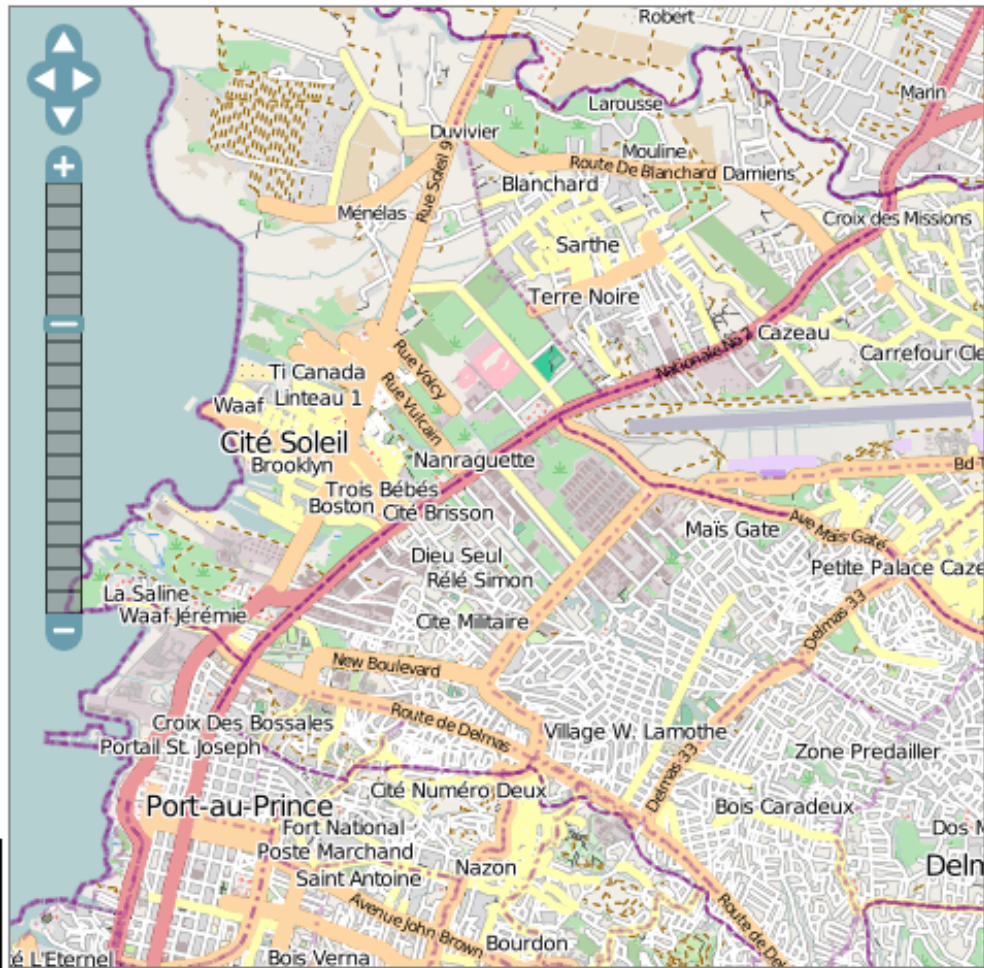 Robert
Marin
Larousse
Duvivier
Mouline
Route De Blanchard
Damiens
Blanchard
Rue Soleil 9
Ménélas
Croix des Missions
Sarthe
Terre Noire
Nationale No 2
Cazeau
Carrefour Cle
Rue Voicy
Ti Canada
Rue Vulcain
Linteau 1
Waaf
Cité Soleil
Brooklyn
Nanraguette
Bd T
Trois Bébés
Boston
Cité Brisson
Maïs Gate
Ave Maïs Gaté
Dieu Seul
Petite Palace Caze
Rélé Simon
La Saline
Waaf Jérémie
Cite Militaire
Delmas 33
New Boulevard
Route de Delmas
Croix Des Bossales
Village W. Lamothe
Portail St. Joseph
Zone Predailler
Delmas 33
Cité Numéro Deux
Port-au-Prince
Bois Caradeux
Fort National
Dos M
Poste Marchand
Nazon
Delm
Saint Antoine
Avenue John Brown
Route de Del
Bourdon
é L'Eternel
Bois Verna